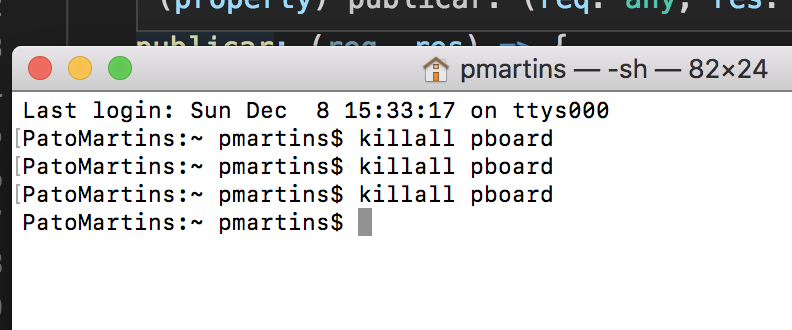 (property) publicar: (req: any, res:
publicar: (req, res) => {
pmartins — -sh — 82×24
Last login: Sun Dec  8 15:33:17 on ttys000
[PatoMartins:~ pmartins$ killall pboard
[PatoMartins:~ pmartins$ killall pboard
[PatoMartins:~ pmartins$ killall pboard
PatoMartins:~ pmartins$